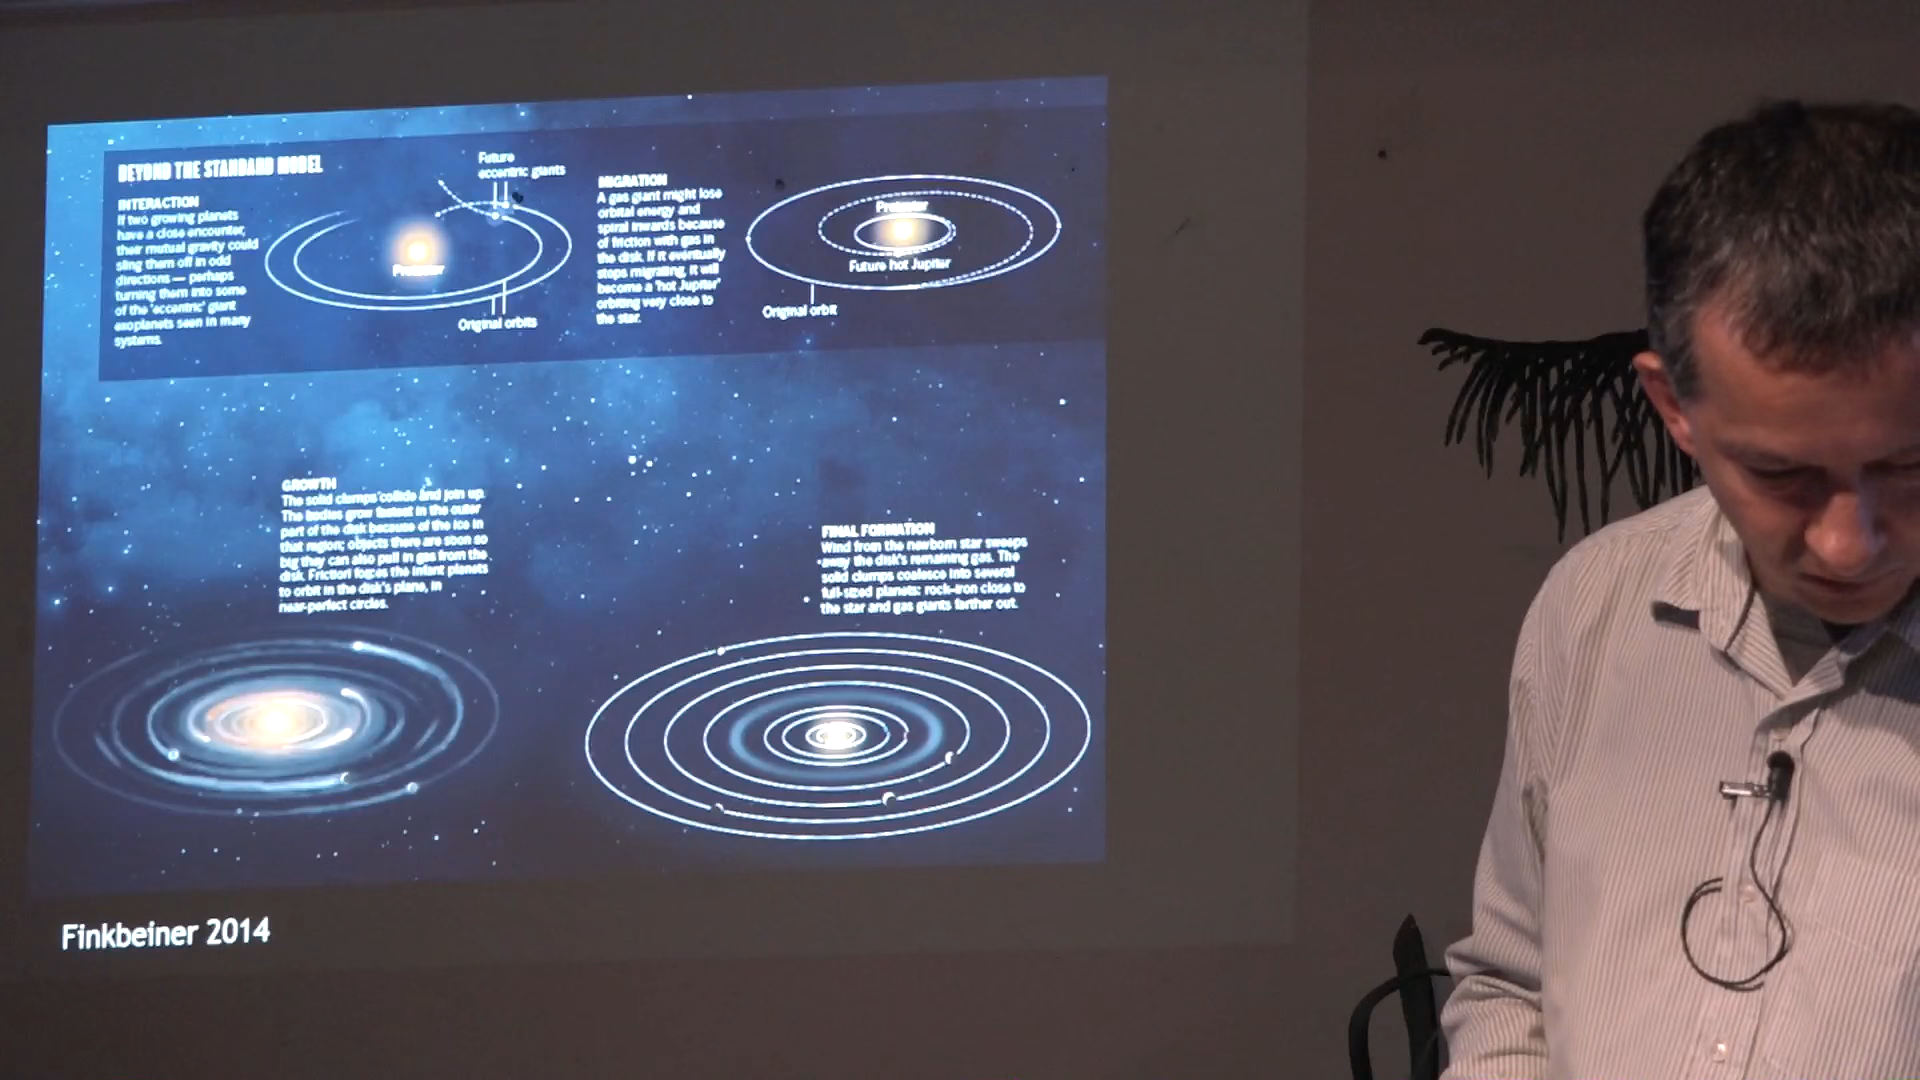 BEYOND THE STANDARD MODEL
INTERACTION
If two growing planets
have a close encounter,
their mutual gravity could
sling them off in odd
directions — perhaps
turning them into some
of the 'eccentric' giant
exoplanets seen in many
systems.
Future
eccentric giants
Protostar
Original orbits
MIGRATION
A gas giant might lose
orbital energy and
spiral inwards because
of friction with gas in
the disk. If it eventually
stops migrating, it will
become a 'hot Jupiter'
orbiting very close to
the star.
Protostar
Future hot Jupiter
Original orbit
GROWTH
The solid clumps collide and join up.
The bodies grow fastest in the outer
part of the disk because of the ice in
that region; objects there are soon so
big they can also pull in gas from the
disk. Friction forces the infant planets
to orbit in the disk's plane, in
near-perfect circles.
FINAL FORMATION
Wind from the newborn star sweeps
away the disk's remaining gas. The
solid clumps coalesce into several
full-sized planets: rock–iron close to
the star and gas giants farther out.
Finkbeiner 2014